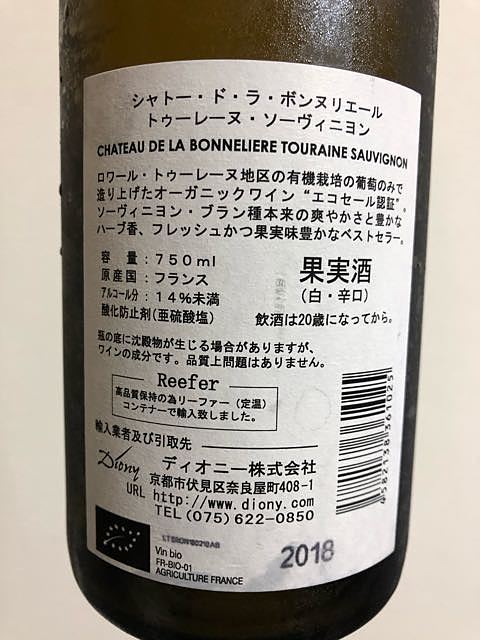 シャトー・ド・ラ・ボンヌリエール
トゥーレーヌ・ソーヴィニヨン
CHATEAU DE LA BONNELIERE TOURAINE SAUVIGNON
ロワール・トゥーレーヌ地区の有機栽培の葡萄のみで
造り上げたオーガニックワイン“エコセール認証”。
ソーヴィニヨン・ブラン種本来の爽やかさと豊かな
ハーブ香、フレッシュかつ果実味豊かなベストセラー。
容 量：750ml
原産国：フランス
アルコール分：14%未満
酸化防止剤(亜硫酸塩)
果実酒
(白・辛口)
飲酒は20歳になってから。
瓶の底に沈殿物が生じる場合がありますが、
ワインの成分です。品質上問題はありません。
Reefer
高品質保持の為リーファー（定温）
コンテナーで輸入致しました。
輸入業者及び引取先
Diony ディオニー株式会社
京都市伏見区奈良屋町408-1
URL http://www.diony.com
TEL(075)622-0850
4582138361025
Vin bio
FR-BIO-01
AGRICULTURE FRANCE
2018